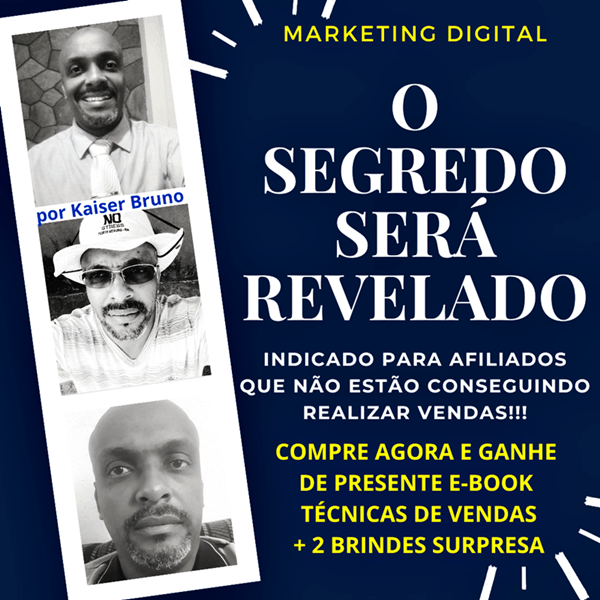 MARKETING DIGITAL
O
SEGREDO
SERÁ
REVELADO
por Kaiser Bruno
NO
INDICADO PARA AFILIADOS
QUE NÃO ESTÃO CONSEGUINDO
REALIZAR VENDAS!!!
COMPRE AGORA E GANHE
DE PRESENTE E-BOOK
TÉCNICAS DE VENDAS
+ 2 BRINDES SURPRESA